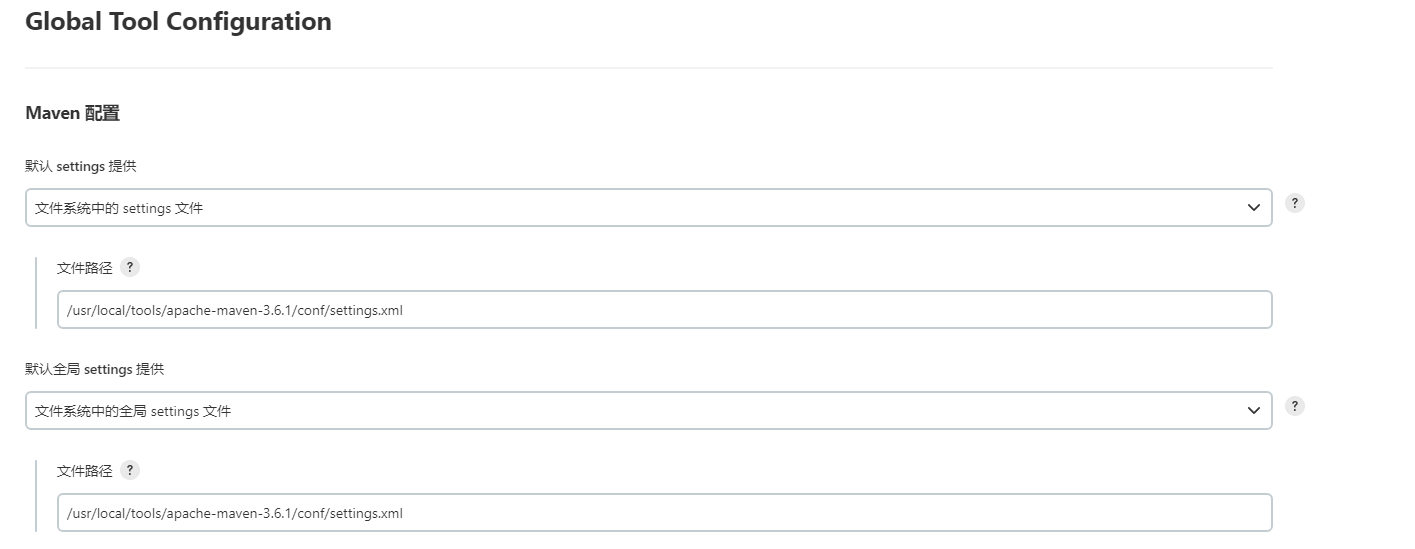 Global Tool Configuration
Maven 配置
默认 settings 提供
文件系统中的 settings 文件
?
文件路径 ?
/usr/local/tools/apache-maven-3.6.1/conf/settings.xml
默认全局 settings 提供
文件系统中的全局 settings 文件
?
文件路径 ?
/usr/local/tools/apache-maven-3.6.1/conf/settings.xml